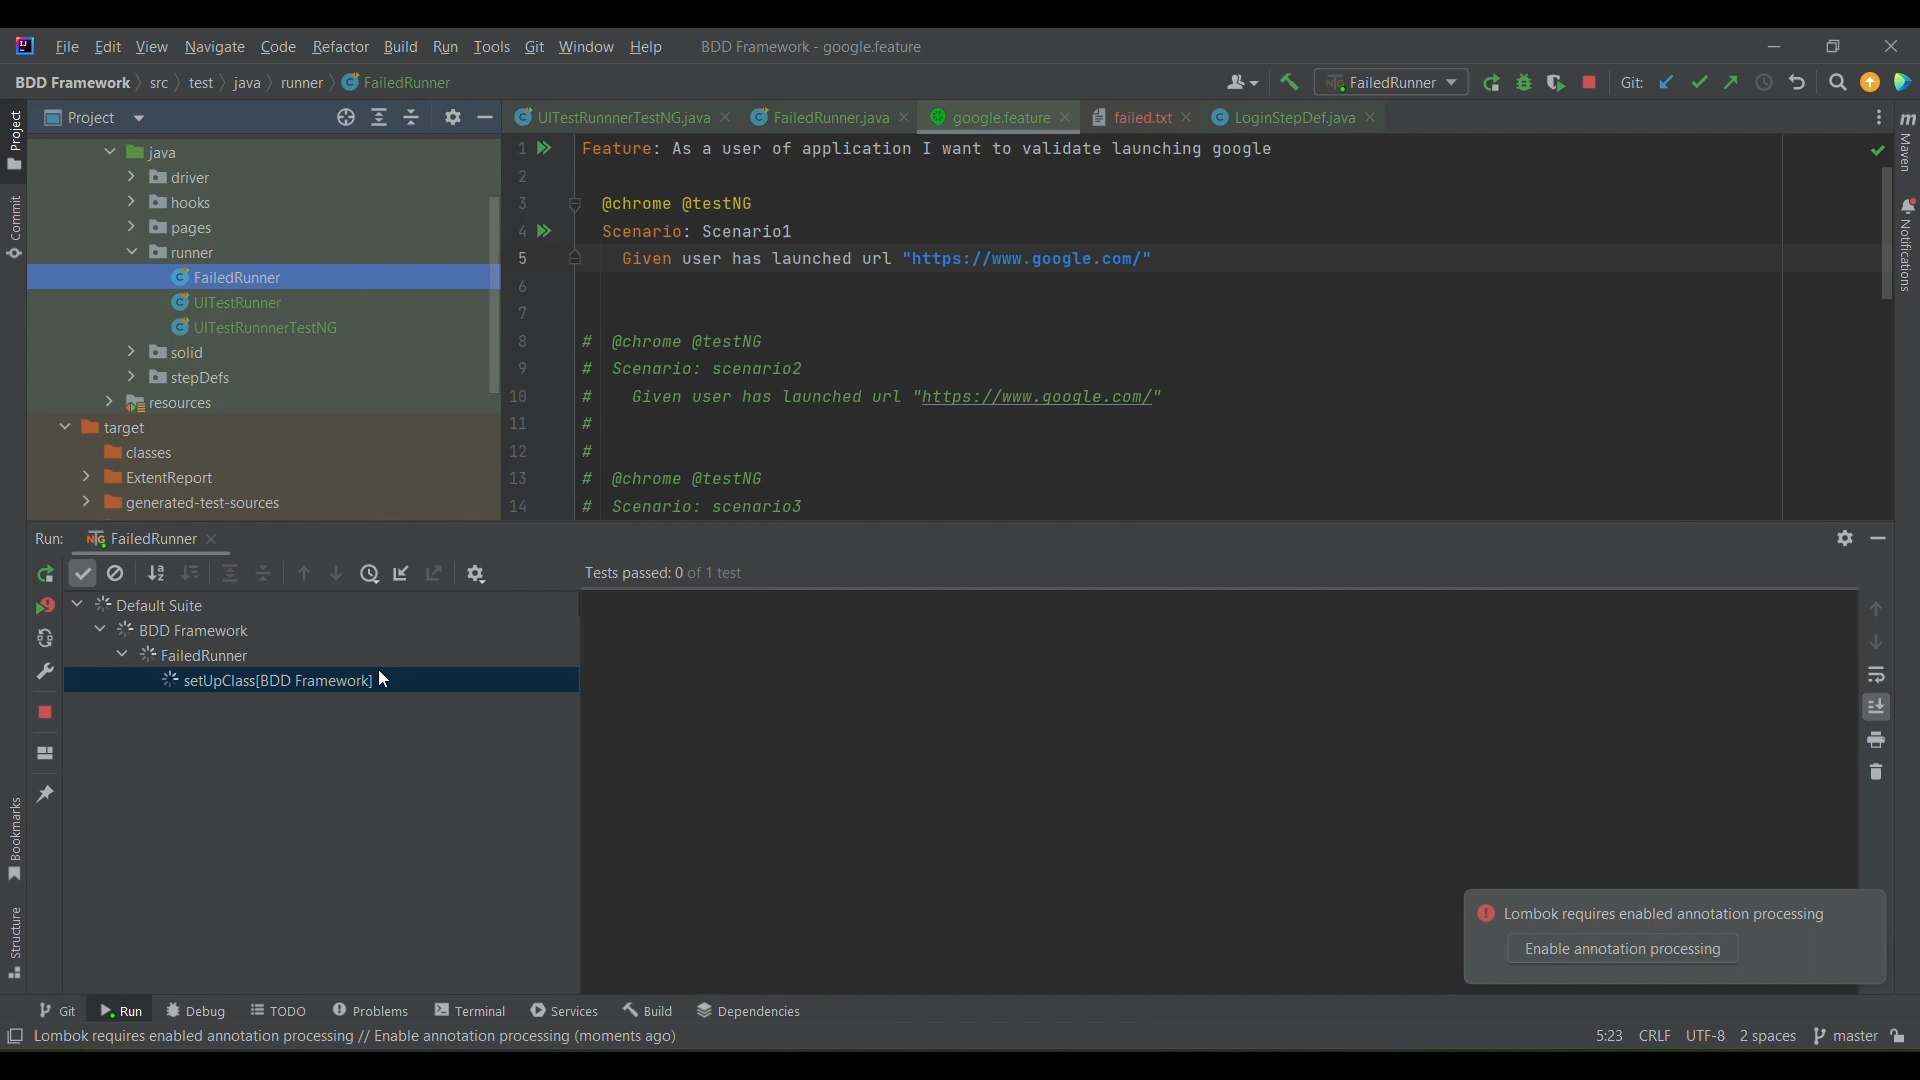 File Edit View Navigate Code Refactor Build Run Tools Git Window Help BDD Framework - google.feature
BDD Framework src test java runner FailedRunner FailedRunner Git:
Project UITestRunnnerTestNG.java FailedRunner.java google.feature failed.txt LoginStepDef.java
Project
Commit
Bookmarks
Structure
java
driver
hooks
pages
runner
FailedRunner
UITestRunner
UITestRunnnerTestNG
solid
stepDefs
resources
target
classes
ExtentReport
generated-test-sources
1 Feature: As a user of application I want to validate launching google
2
3 @chrome @testNG
4 Scenario: Scenario1
5 Given user has launched url "https://www.google.com/"
6
7
8 # @chrome @testNG
9 # Scenario: scenario2
10 # Given user has launched url "https://www.google.com/"
11 #
12 #
13 # @chrome @testNG
14 # Scenario: scenario3
m Maven
Notifications
Run: FailedRunner
Tests passed: 0 of 1 test
Default Suite
BDD Framework
FailedRunner
setUpClass[BDD Framework]
Lombok requires enabled annotation processing
Enable annotation processing
Git Run Debug TODO Problems Terminal Services Build Dependencies
Lombok requires enabled annotation processing // Enable annotation processing (moments ago) 5:23 CRLF UTF-8 2 spaces master